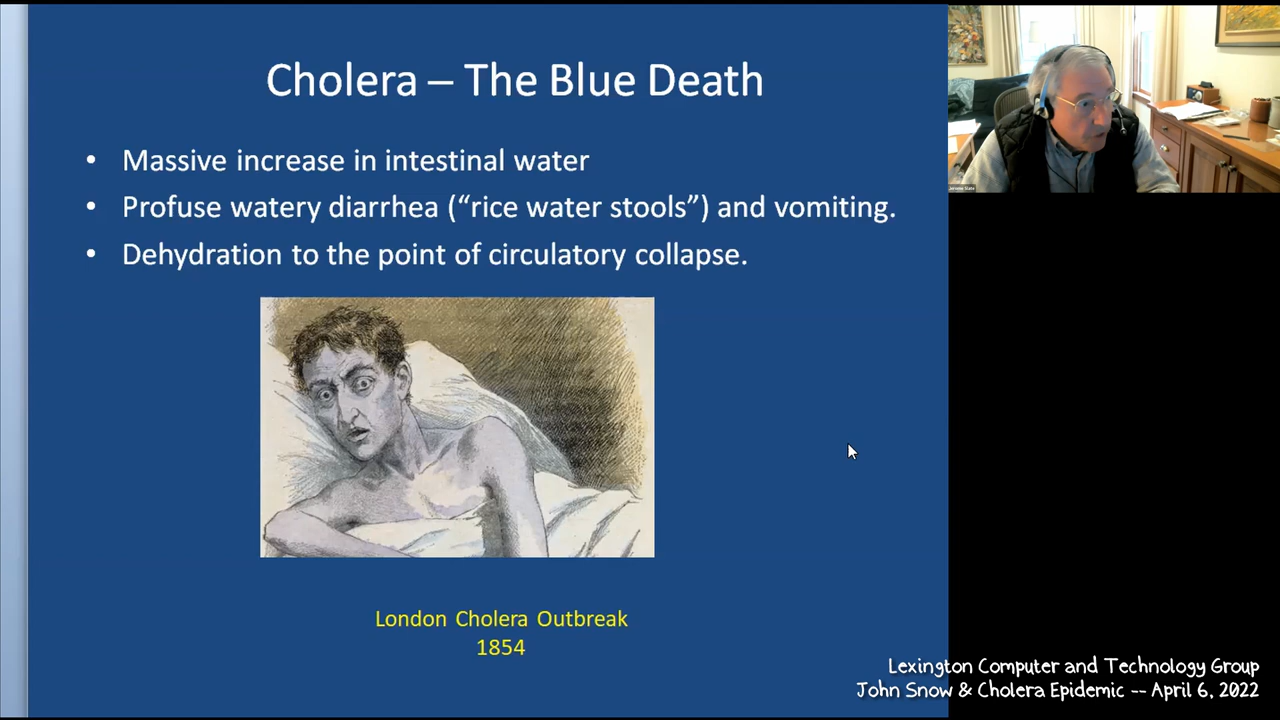 Cholera – The Blue Death
• Massive increase in intestinal water
• Profuse watery diarrhea (“rice water stools”) and vomiting.
• Dehydration to the point of circulatory collapse.
London Cholera Outbreak
1854
Lexington Computer and Technology Group
John Snow & Cholera Epidemic -- April 6, 2022